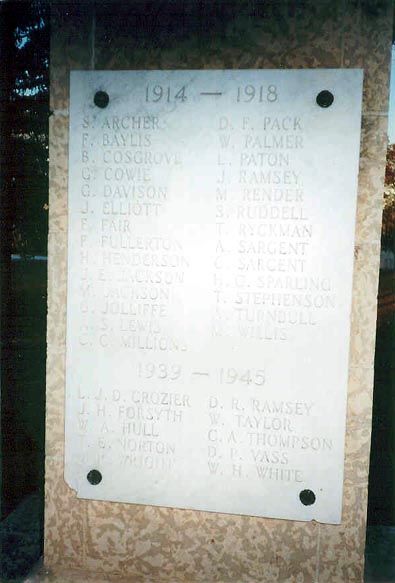 1914 — 1918
S. ARCHER
F. BAYLIS
B. COSGROVE
G. COWIE
G. DAVISON
J. ELLIOTT
F. FAIR
F. FULLERTON
H. HENDERSON
J. E. JACKSON
M. JACKSON
JOLLIFFE
A. S. LEWIS
C. C. MILLIONS
D. F. PACK
W. PALMER
L. PATON
J. RAMSEY
M. RENDER
S. RUDDELL
T. RYCKMAN
A. SARGENT
C. SARGENT
H. G. SPARLING
T. STEPHENSON
A. TURNBULL
M. WILLIS
1939 — 1945
L. J. D. CROZIER
J. H. FORSYTH
W. A. HULL
E. NORTON
D. R. RAMSEY
W. TAYLOR
C. A. THOMPSON
D. P. VASS
W. H. WHITE